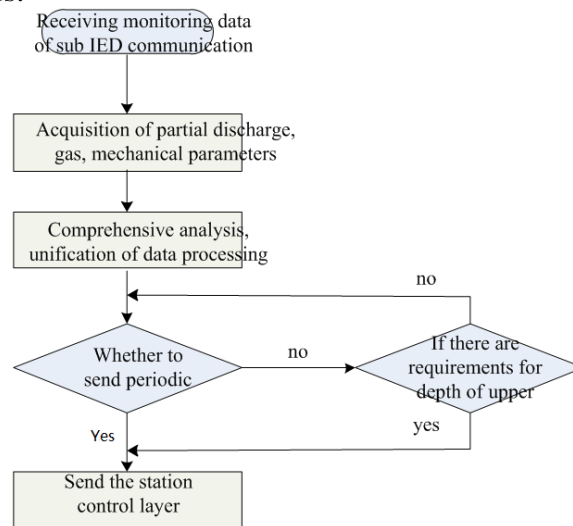 Receiving monitoring data
of sub IED communication
Acquisition of partial discharge,
gas, mechanical parameters
Comprehensive analysis,
unification of data processing
no
Whether to
send periodic
no
If there are
requirements for
depth of upper
Yes
yes
Send the station
control layer